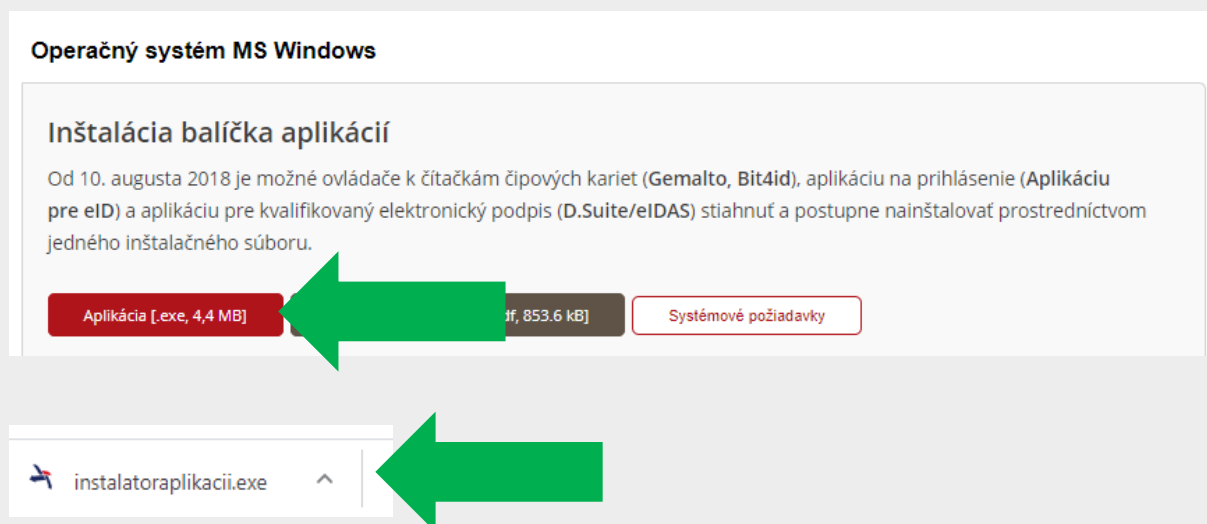 Operačný systém MS Windows
Inštalácia balíčka aplikácií
Od 10. augusta 2018 je možné ovládače k čítačkám čipových kariet (Gemalto, Bit4id), aplikáciu na prihlásenie (Aplikáciu
pre eID) a aplikáciu pre kvalifikovaný elektronický podpis (D.Suite/eIDAS) stiahnuť a postupne nainštalovať prostredníctvom
jedného inštalačného súboru.
Aplikácia [.exe, 4,4 MB] df, 853.6 kB] Systémové požiadavky
instalatoraplikacii.exe